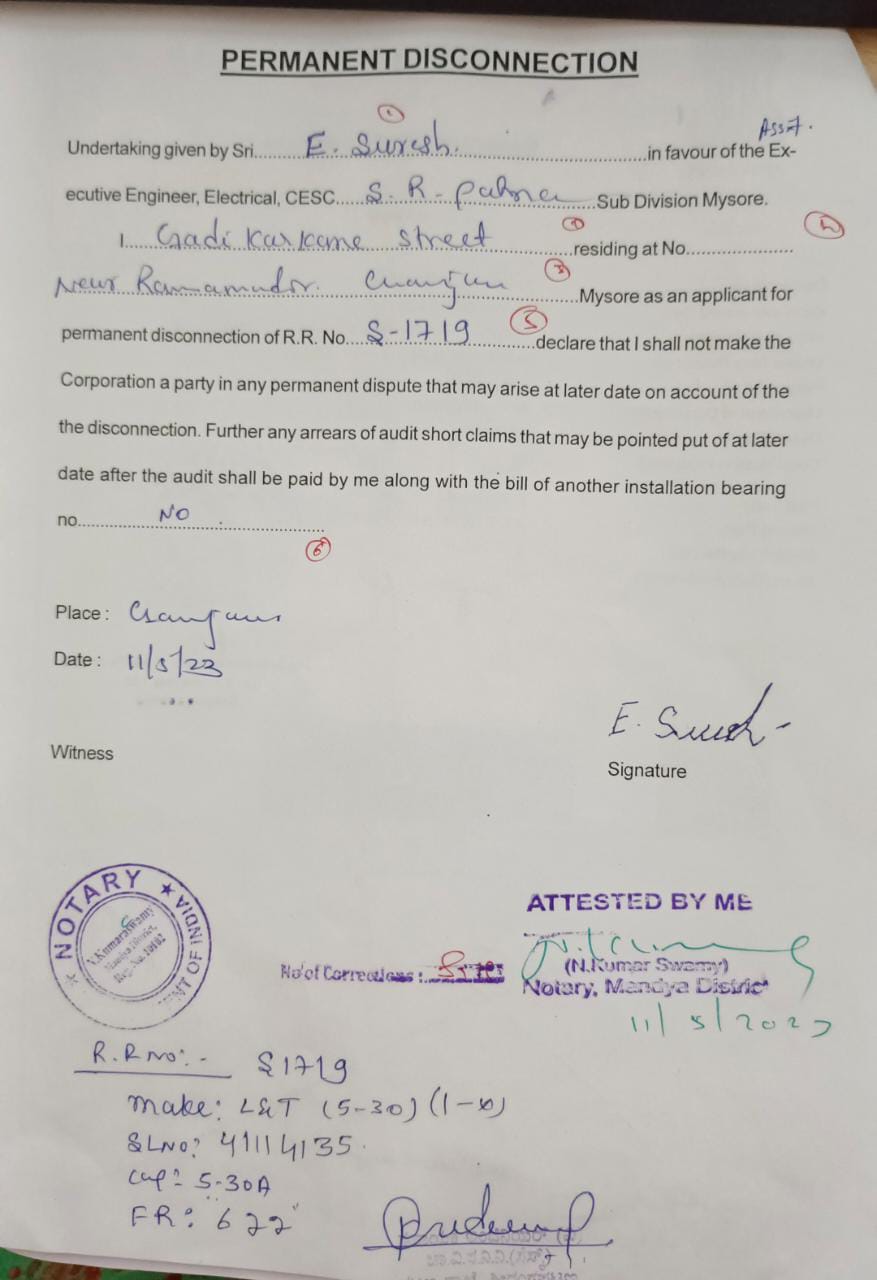 PERMANENT DISCONNECTION
Asst.
Undertaking given by Sri..........E. Suresh..........in favour of the Ex-
ecutive Engineer, Electrical, CESC.....S. R. Patna.....Sub Division Mysore.
I......Gadi Karkane Street..........residing at No....................
Near..........Ganjam..........Mysore as an applicant for
permanent disconnection of R.R. No....S-1719..........declare that I shall not make the
Corporation a party in any permanent dispute that may arise at later date on account of the
the disconnection. Further any arrears of audit short claims that may be pointed put of at later
date after the audit shall be paid by me along with the bill of another installation bearing
no..........NO..........
Place : Ganjam
Date : 11/5/23
E. Suresh
Witness
Signature
NOTARY
ATTESTED BY ME
No of Corrections :
(N.Kumar Swamy)
Notary, Mandya District
11/5/2023
R.R No:- S1719
Make: L&T (5-30) (1-φ)
SLNo: 41114135
Cap: 5-30A
FR: 622